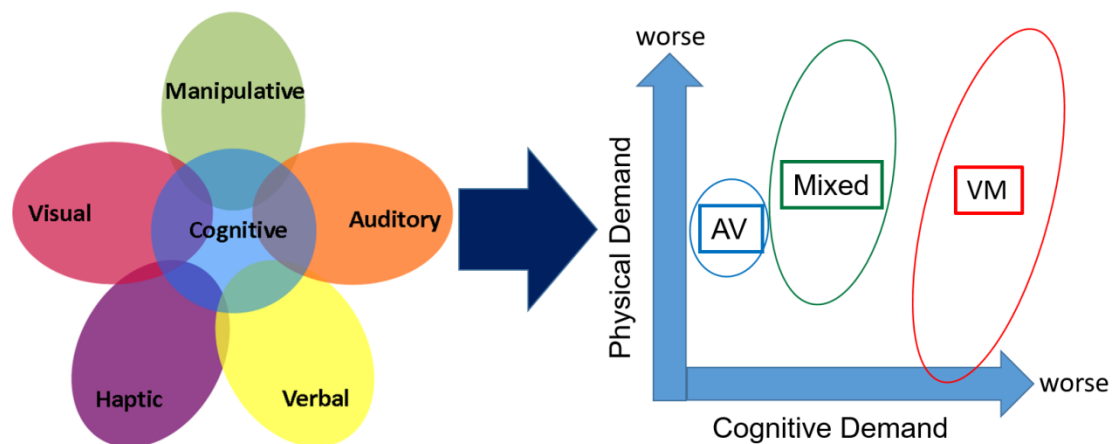 Manipulative
Visual
Cognitive
Auditory
Haptic
Verbal
worse
Physical Demand
AV
Mixed
VM
worse
Cognitive Demand